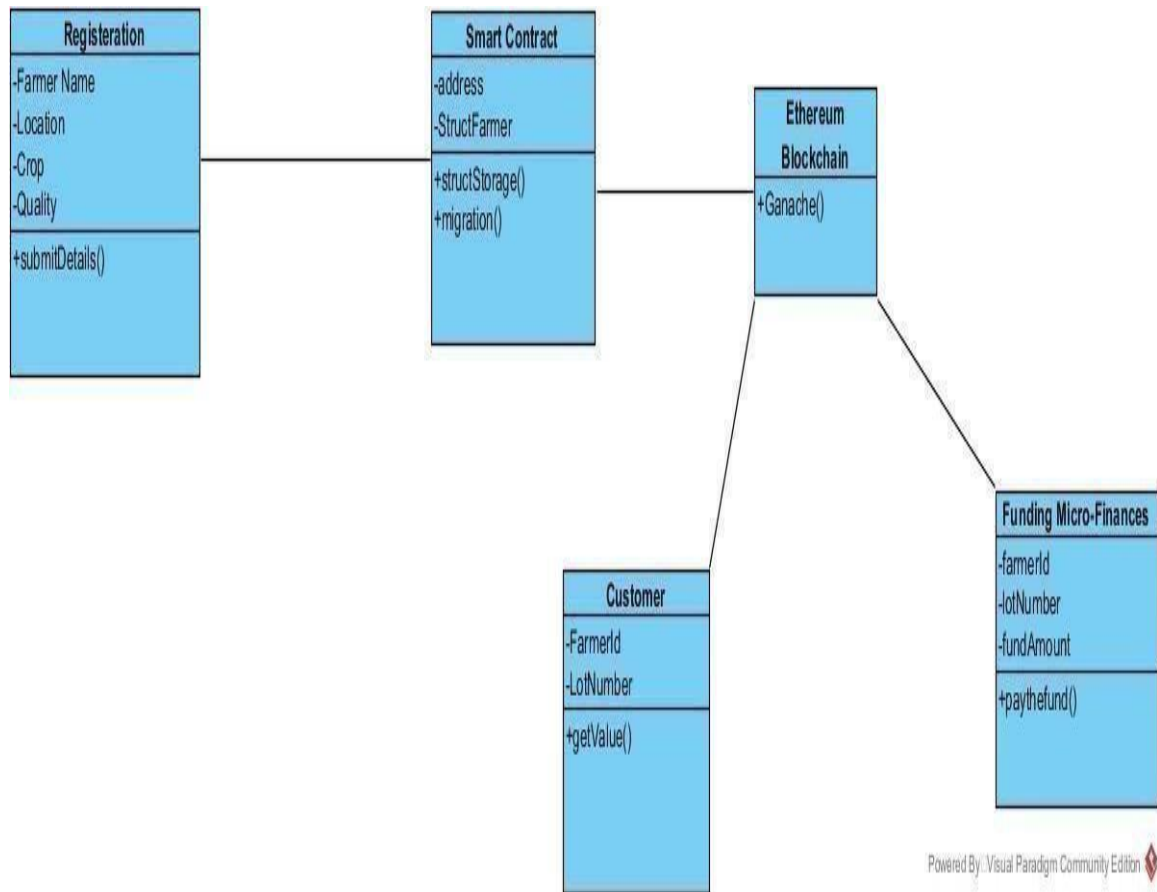 Registeration
-Farmer Name
-Location
-Crop
-Quality
+submitDetails()
Smart Contract
-address
-StructFarmer
+structStorage()
+migration()
Ethereum
Blockchain
+Ganache()
Customer
-FarmerId
-LotNumber
+getValue()
Funding Micro-Finances
-farmerId
-lotNumber
-fundAmount
+paythefund()
Powered By Visual Paradigm Community Edition